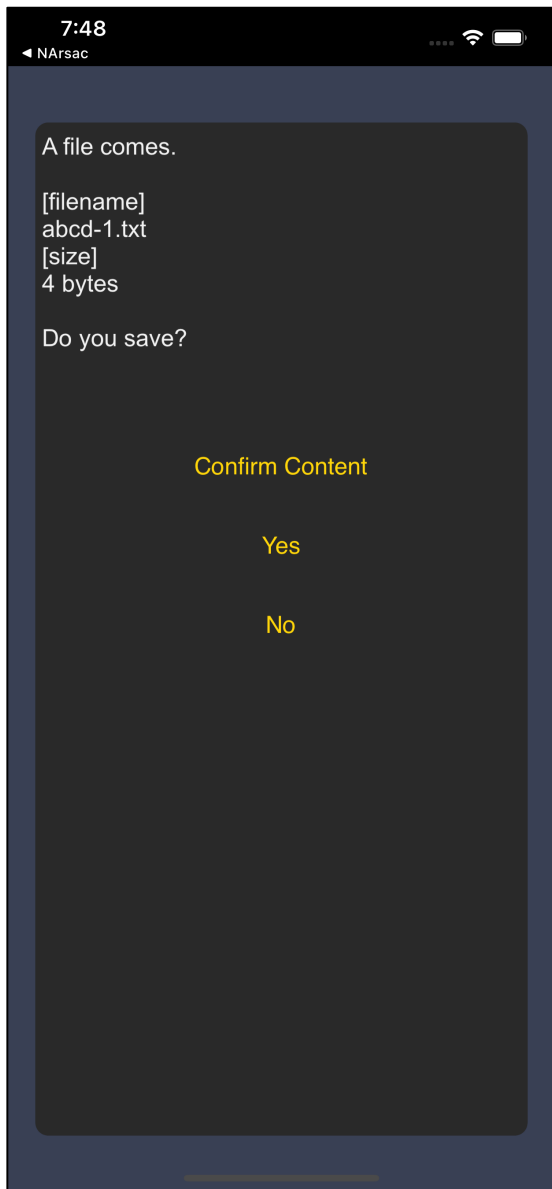 7:48
◀ NArsac
A file comes.
[filename]
abcd-1.txt
[size]
4 bytes
Do you save?
Confirm Content
Yes
No